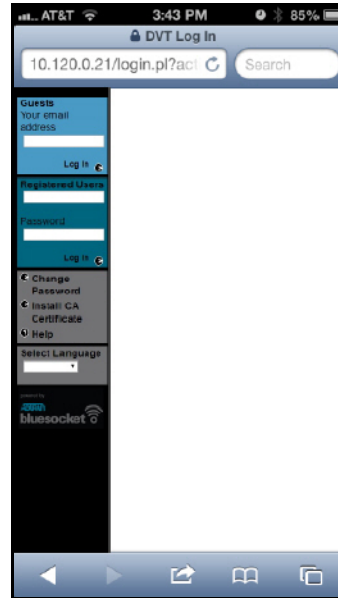 AT&T 3:43 PM 85%
DVT Log In
10.120.0.21/login.pl?act Search
Guests
Your email
address
Log In
Registered Users
Password
Log In
Change
Password
Install CA
Certificate
Help
Select Language
powered by
bluesocket